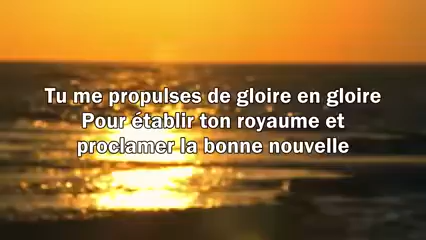 Tu me propulses de gloire en gloire
Pour établir ton royaume et
proclamer la bonne nouvelle